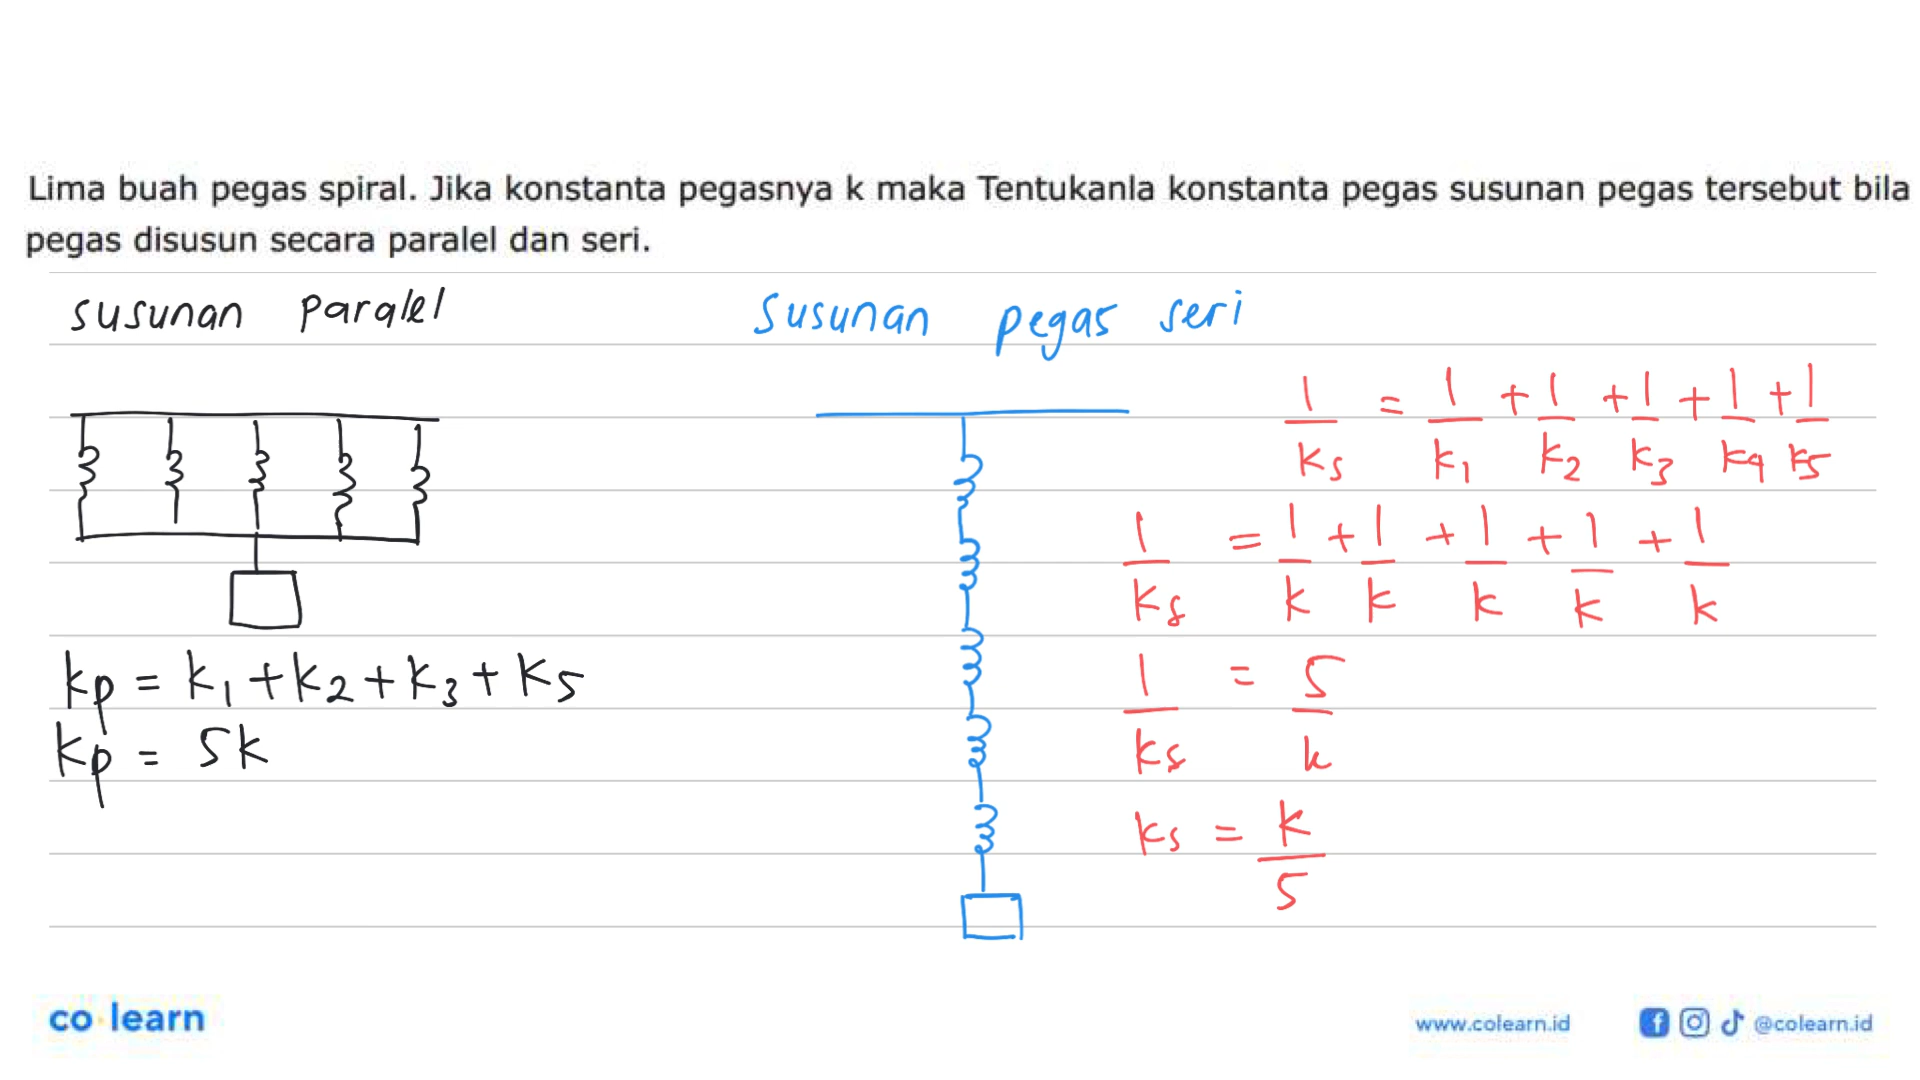 Lima buah pegas spiral. Jika konstanta pegasnya k maka Tentukanla konstanta pegas susunan pegas tersebut bila
pegas disusun secara paralel dan seri.
susunan paralel
kp = k1 + k2 + k3 + k5
kp = 5k
Susunan pegas seri
1/ks = 1/k1 + 1/k2 + 1/k3 + 1/k4 + 1/k5
1/ks = 1/k + 1/k + 1/k + 1/k + 1/k
1/ks = 5/k
ks = k/5
co learn
www.colearn.id
@colearn.id